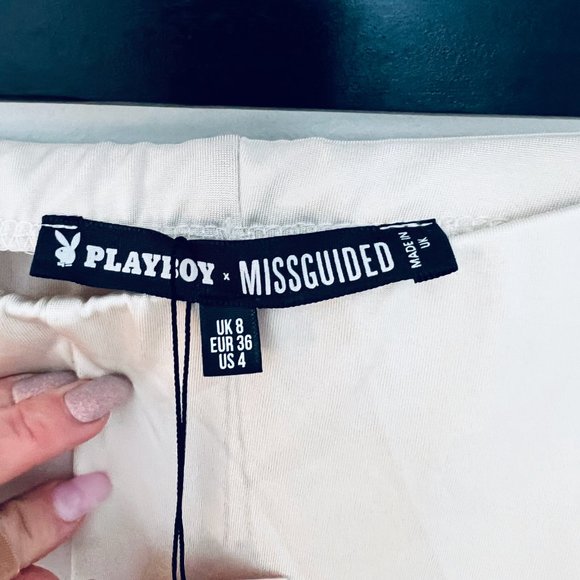 PLAYBOY x MISSGUIDED
MADE IN
UK
UK 8
EUR 36
US 4